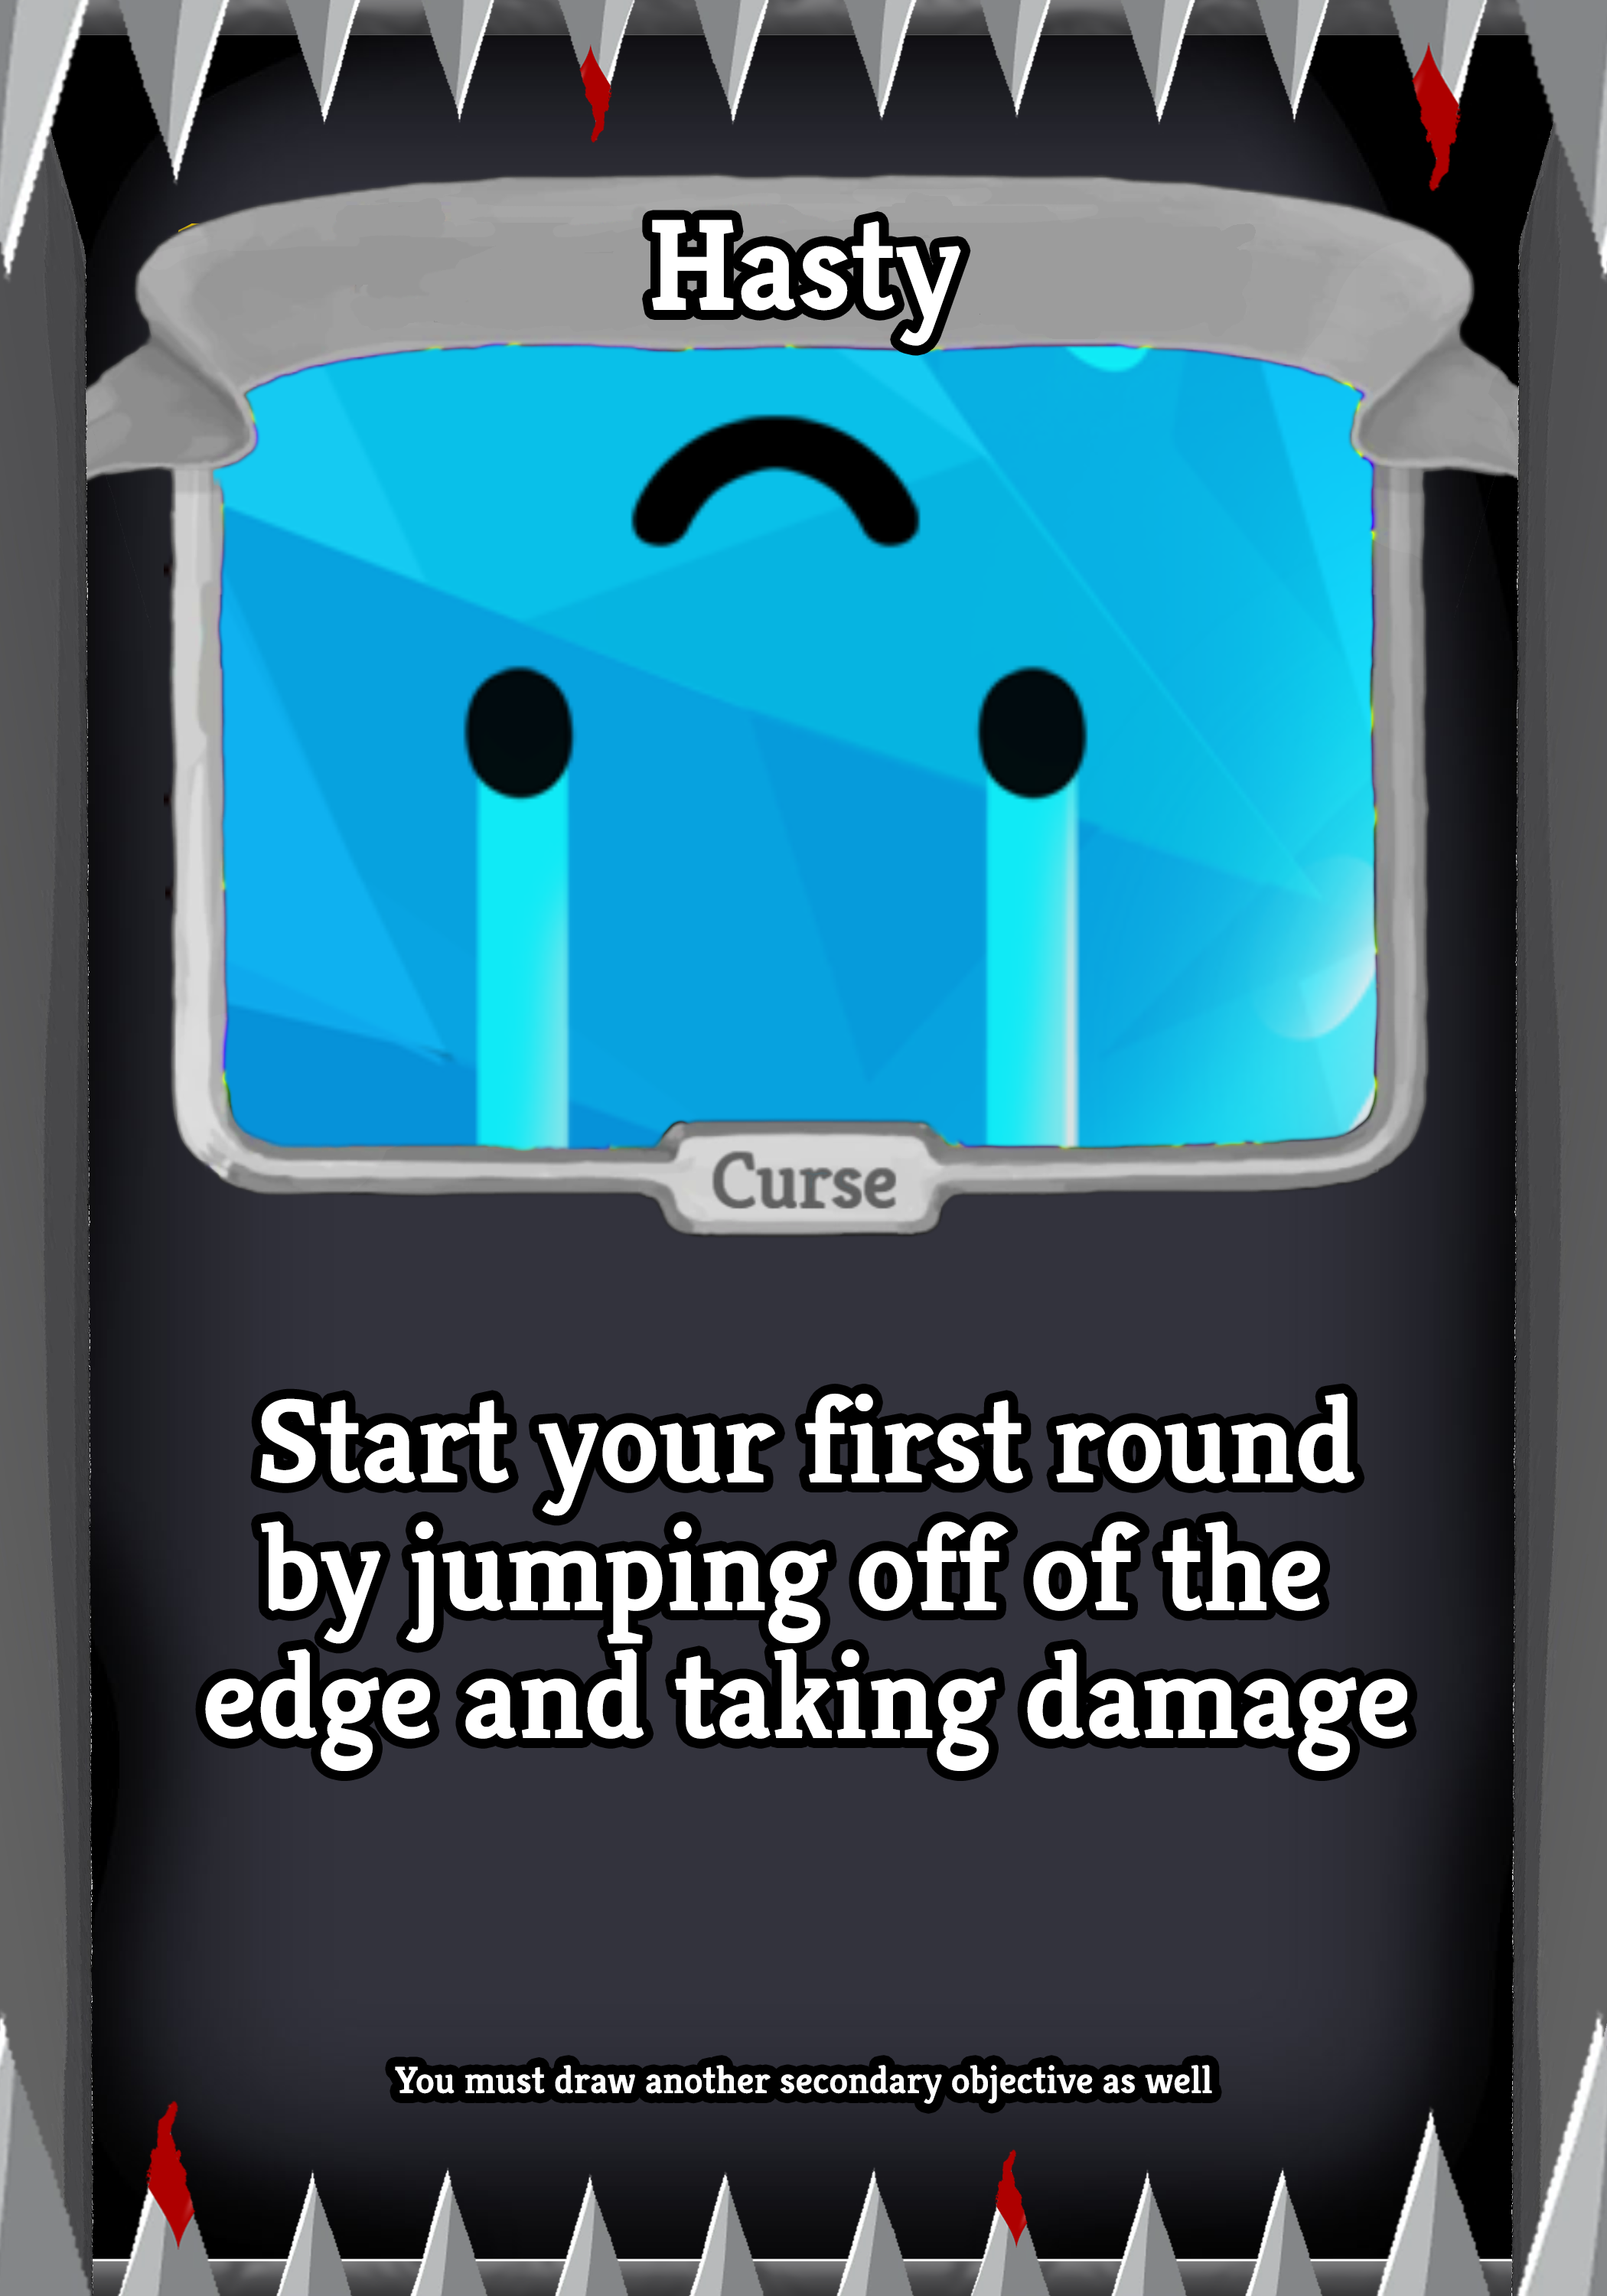 Hasty
Curse
Start your first round
by jumping off of the
edge and taking damage
You must draw another secondary objective as well